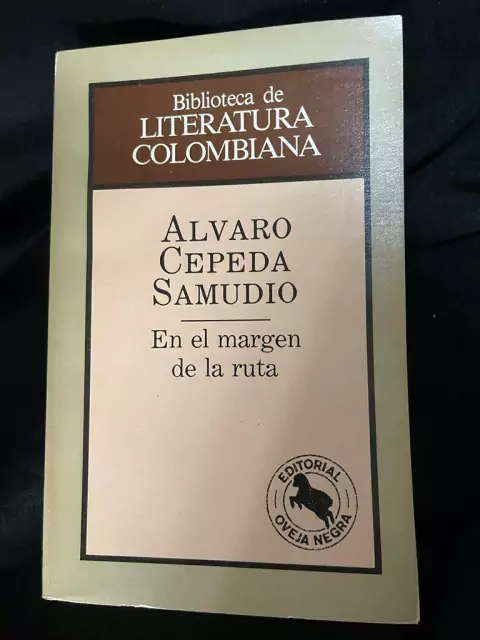 Biblioteca de
LITERATURA
COLOMBIANA
ALVARO
CEPEDA
SAMUDIO
En el margen
de la ruta
EDITORIAL
OVEJA NEGRA